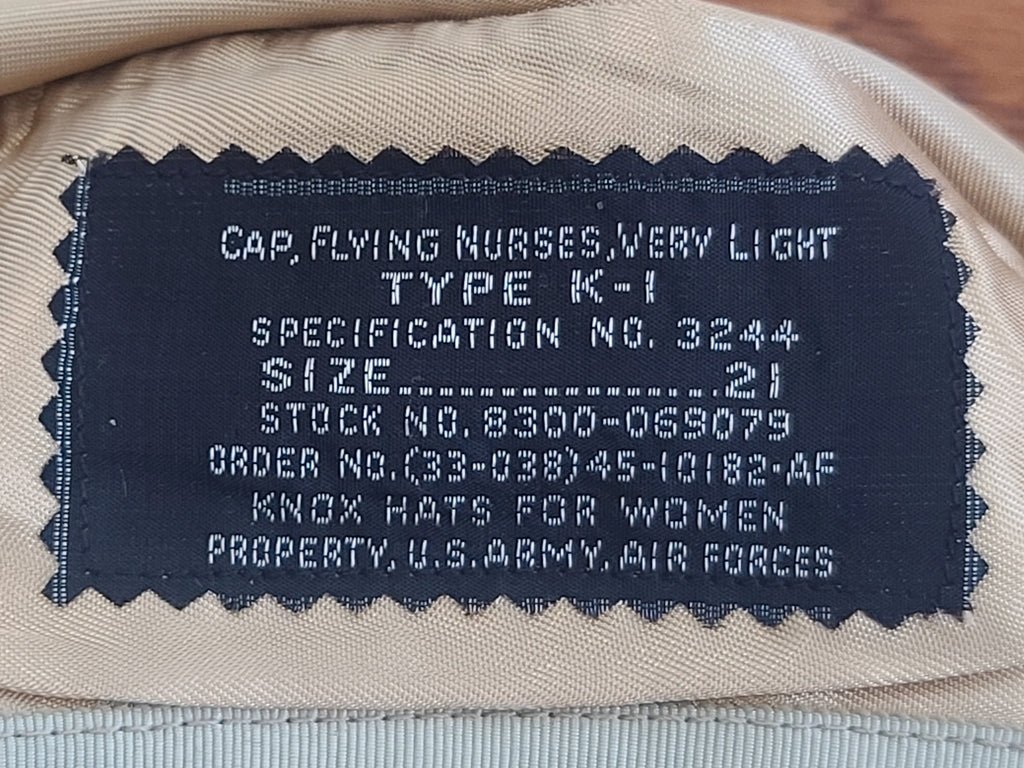 CAP, FLYING NURSES, VERY LIGHT
TYPE K-1
SPECIFICATION NO. 3244
SIZE................21
STOCK NO. 8300-069079
ORDER NO.(33-038)45-10182-AF
KNOX HATS FOR WOMEN
PROPERTY, U.S. ARMY, AIR FORCES